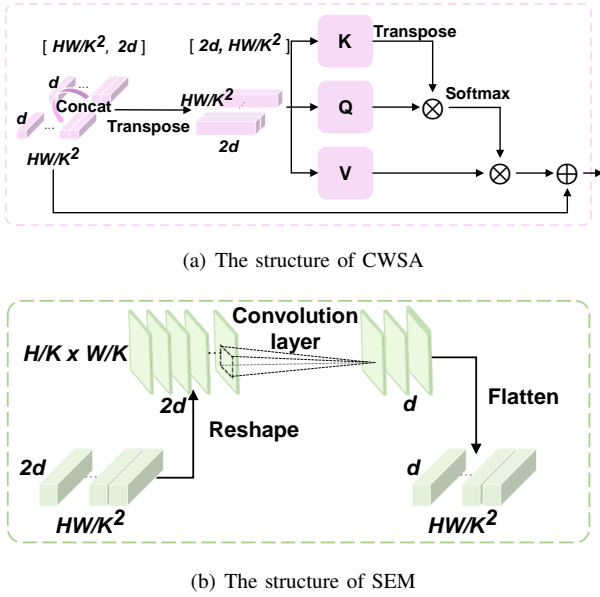 [ HW/K², 2d ]
[ 2d, HW/K² ]
K
Transpose
d
...
Concat
d
...
HW/K²
Transpose
HW/K²
2d
Q
⊗
Softmax
V
⊗
⊕
(a) The structure of CWSA
Convolution
layer
H/K x W/K
...
2d
d
Reshape
Flatten
2d
...
HW/K²
d
...
HW/K²
(b) The structure of SEM